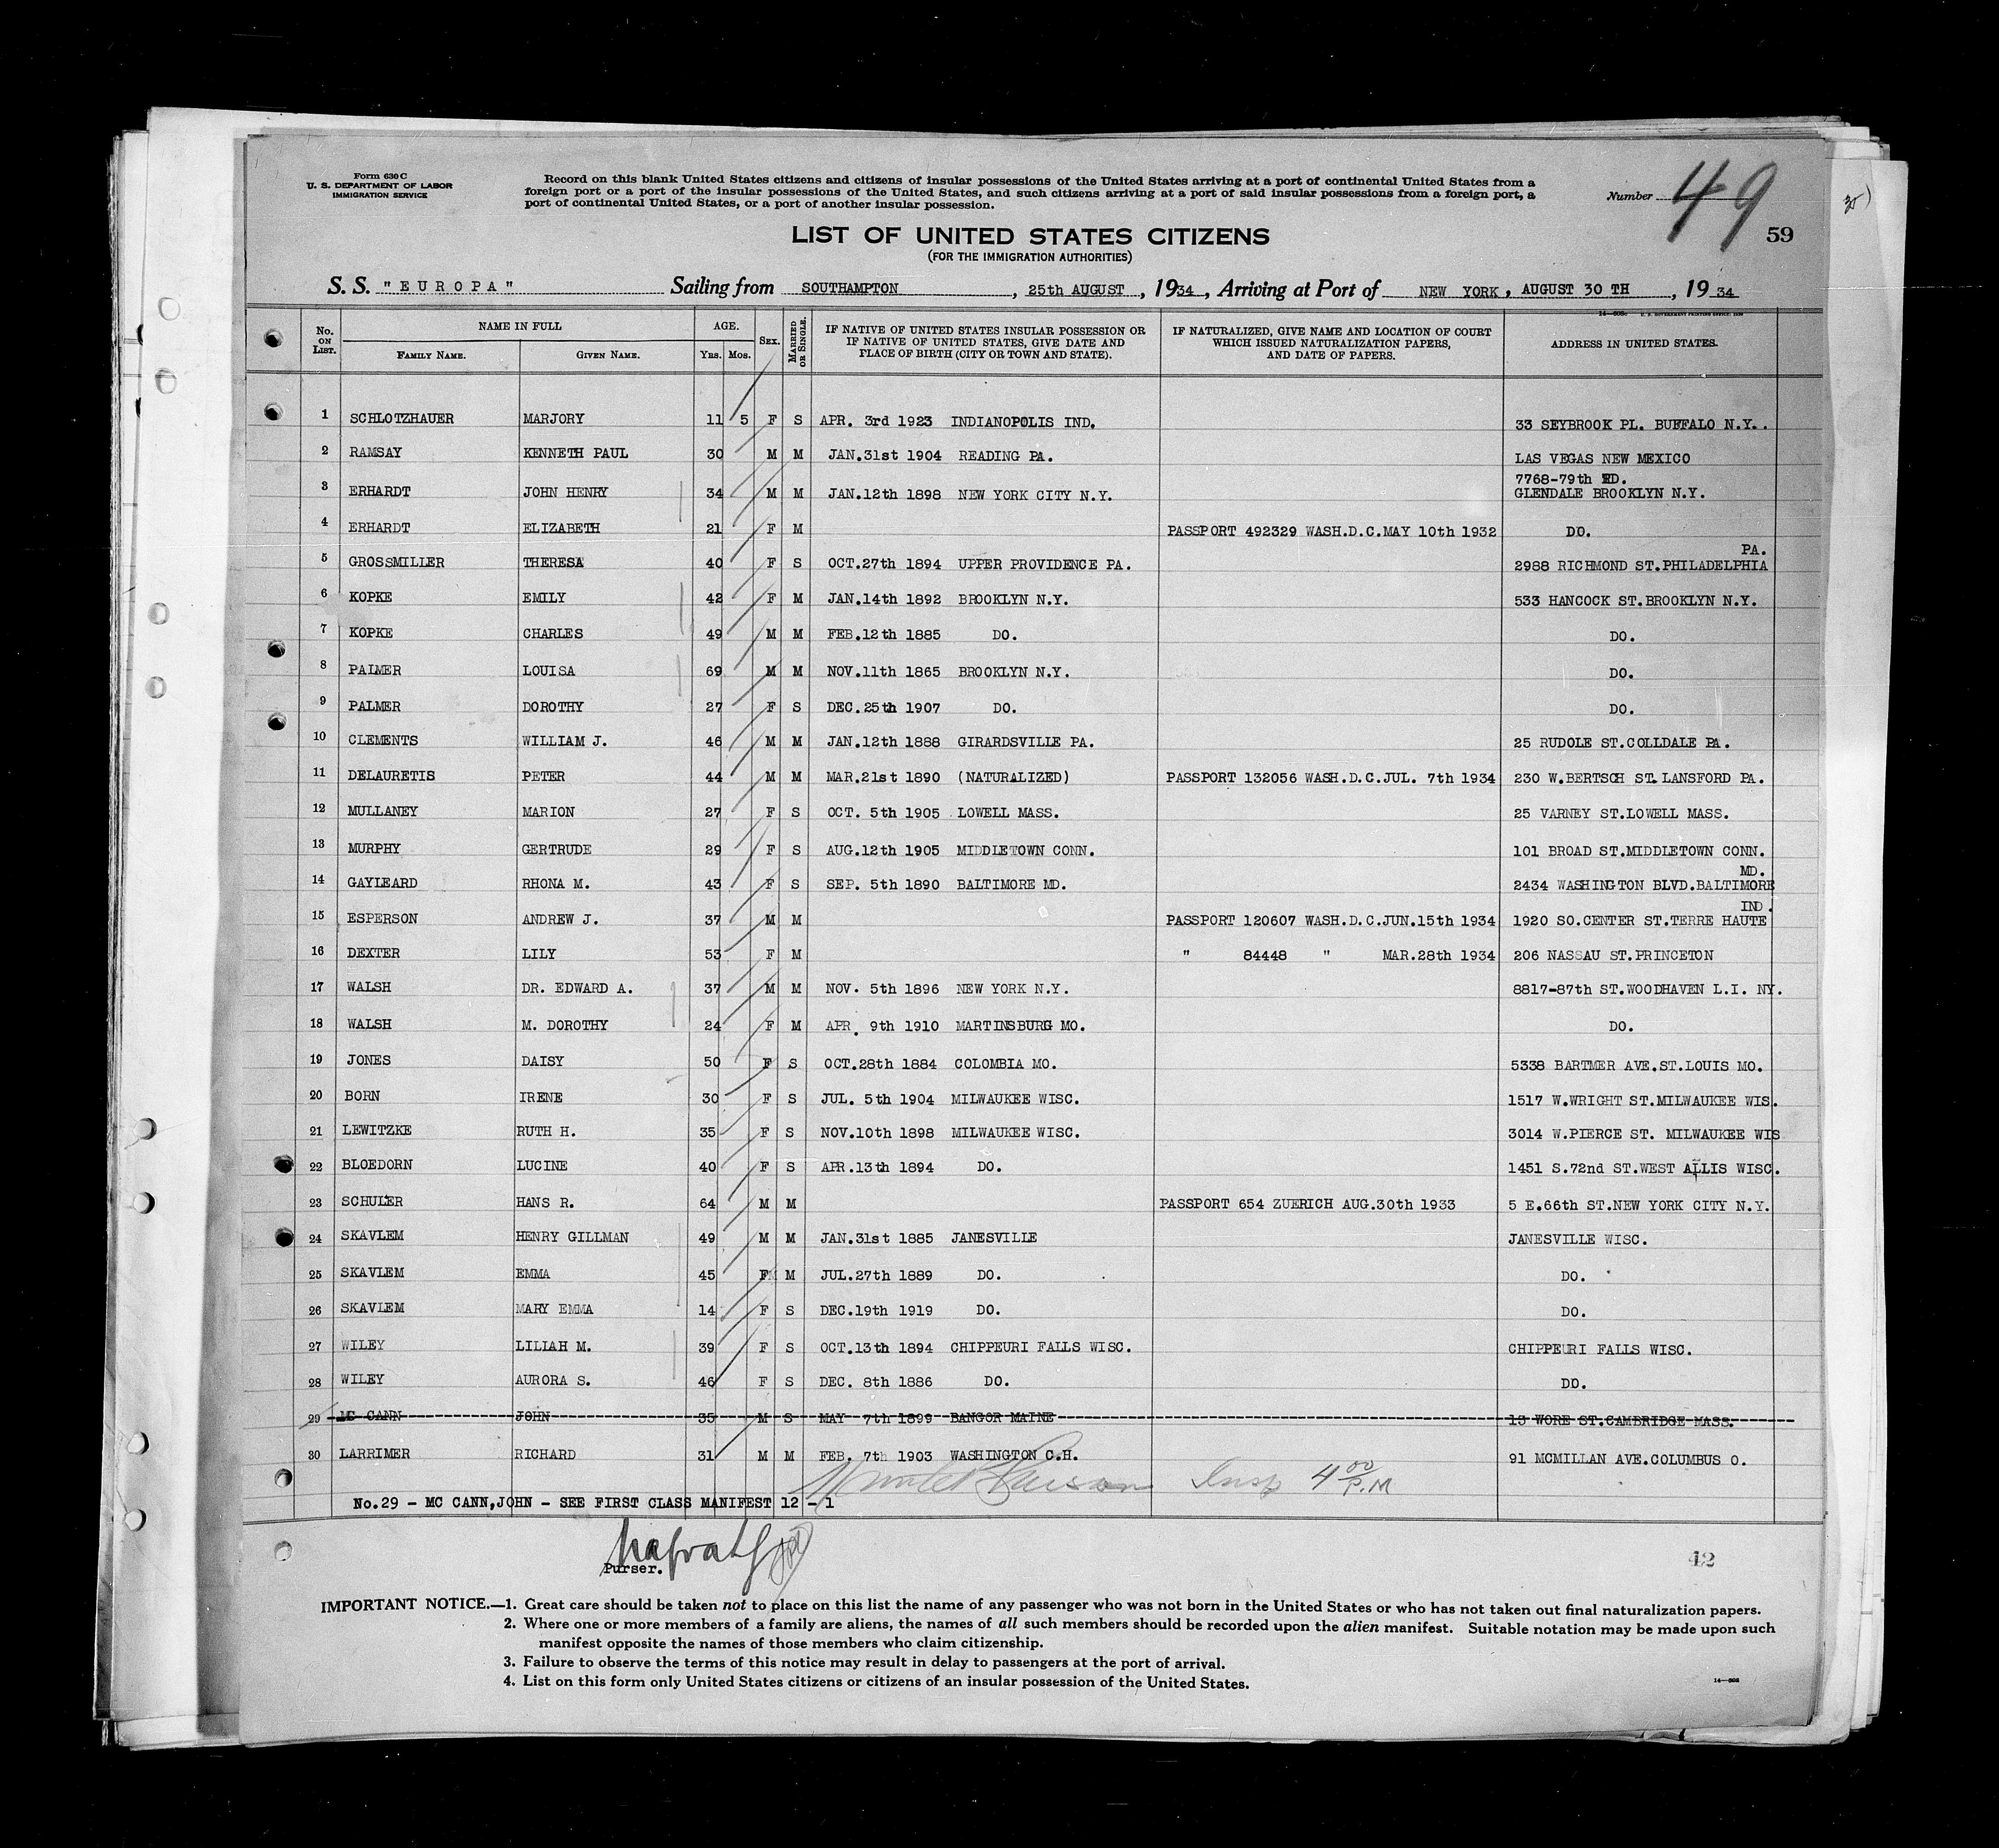 Form 630 C
U. S. DEPARTMENT OF LABOR
IMMIGRATION SERVICE
Record on this blank United States citizens and citizens of insular possessions of the United States arriving at a port of continental United States from a
foreign port or a port of the insular possessions of the United States, and such citizens arriving at a port of said insular possessions from a foreign port, a
port of continental United States, or a port of another insular possession.
Number 49
59
LIST OF UNITED STATES CITIZENS
(FOR THE IMMIGRATION AUTHORITIES)
S. S. "EUROPA" Sailing from SOUTHAMPTON, 25th AUGUST, 1934, Arriving at Port of NEW YORK, AUGUST 30 TH, 1934
No. ON LIST. NAME IN FULL FAMILY NAME. GIVEN NAME. AGE. YRS. MOS. SEX. MARRIED OR SINGLE. IF NATIVE OF UNITED STATES INSULAR POSSESSION OR IF NATIVE OF UNITED STATES, GIVE DATE AND PLACE OF BIRTH (CITY OR TOWN AND STATE). IF NATURALIZED, GIVE NAME AND LOCATION OF COURT WHICH ISSUED NATURALIZATION PAPERS, AND DATE OF PAPERS. ADDRESS IN UNITED STATES.
1 SCHLOTZHAUER MARJORY 11 5 F S APR. 3rd 1923 INDIANOPOLIS IND. 33 SEYBROOK PL. BUFFALO N.Y..
2 RAMSAY KENNETH PAUL 30 M M JAN.31st 1904 READING PA. LAS VEGAS NEW MEXICO
3 ERHARDT JOHN HENRY 34 M M JAN.12th 1898 NEW YORK CITY N.Y. 7768-79th RD. GLENDALE BROOKLYN N.Y.
4 ERHARDT ELIZABETH 21 F M PASSPORT 492329 WASH.D.C.MAY 10th 1932 DO.
5 GROSSMILLER THERESA 40 F S OCT.27th 1894 UPPER PROVIDENCE PA. 2988 RICHMOND ST.PHILADELPHIA PA.
6 KOPKE EMILY 42 F M JAN.14th 1892 BROOKLYN N.Y. 533 HANCOCK ST.BROOKLYN N.Y.
7 KOPKE CHARLES 49 M M FEB.12th 1885 DO. DO.
8 PALMER LOUISA 69 M M NOV.11th 1865 BROOKLYN N.Y. DO.
9 PALMER DOROTHY 27 F S DEC.25th 1907 DO. DO.
10 CLEMENTS WILLIAM J. 46 M M JAN.12th 1888 GIRARDSVILLE PA. 25 RUDOLE ST.COLLDALE PA.
11 DELAURETIS PETER 44 M M MAR.21st 1890 (NATURALIZED) PASSPORT 132056 WASH.D.C.JUL. 7th 1934 230 W.BERTSCH ST.LANSFORD PA.
12 MULLANEY MARION 27 F S OCT. 5th 1905 LOWELL MASS. 25 VARNEY ST.LOWELL MASS.
13 MURPHY GERTRUDE 29 F S AUG.12th 1905 MIDDLETOWN CONN. 101 BROAD ST.MIDDLETOWN CONN.
14 GAYLEARD RHONA M. 43 F S SEP. 5th 1890 BALTIMORE MD. 2434 WASHINGTON BLVD.BALTIMORE MD.
15 ESPERSON ANDREW J. 37 M M PASSPORT 120607 WASH.D.C.JUN.15th 1934 1920 SO.CENTER ST.TERRE HAUTE IND.
16 DEXTER LILY 53 F M " 84448 " MAR.28th 1934 206 NASSAU ST.PRINCETON
17 WALSH DR. EDWARD A. 37 M M NOV. 5th 1896 NEW YORK N.Y. 8817-87th ST.WOODHAVEN L.I. NY.
18 WALSH M. DOROTHY 24 F M APR. 9th 1910 MARTINSBURG MO. DO.
19 JONES DAISY 50 F S OCT.28th 1884 COLOMBIA MO. 5338 BARTMER AVE.ST.LOUIS MO.
20 BORN IRENE 30 F S JUL. 5th 1904 MILWAUKEE WISC. 1517 W.WRIGHT ST.MILWAUKEE WIS.
21 LEWITZKE RUTH H. 35 F S NOV.10th 1898 MILWAUKEE WISC. 3014 W.PIERCE ST. MILWAUKEE WIS
22 BLOEDORN LUCINE 40 F S APR.13th 1894 DO. 1451 S.72nd ST.WEST ALLIS WISC.
23 SCHULER HANS R. 64 M M PASSPORT 654 ZUERICH AUG.30th 1933 5 E.66th ST.NEW YORK CITY N.Y.
24 SKAVLEM HENRY GILLMAN 49 M M JAN.31st 1885 JANESVILLE JANESVILLE WISC.
25 SKAVLEM EMMA 45 F M JUL.27th 1889 DO. DO.
26 SKAVLEM MARY EMMA 14 F S DEC.19th 1919 DO. DO.
27 WILEY LILIAH M. 39 F S OCT.13th 1894 CHIPPEURI FALLS WISC. CHIPPEURI FALLS WISC.
28 WILEY AURORA S. 46 F S DEC. 8th 1886 DO. DO.
29 MC CANN JOHN 35 M S MAY 7th 1899 BANGOR MAINE 13 WORE ST.CAMBRIDGE MASS.
30 LARRIMER RICHARD 31 M M FEB. 7th 1903 WASHINGTON C.H. 91 MCMILLAN AVE.COLUMBUS O.
Insp 4 00 P.M
No.29 - MC CANN,JOHN - SEE FIRST CLASS MANIFEST 12 - 1
Purser.
42
IMPORTANT NOTICE.—1. Great care should be taken not to place on this list the name of any passenger who was not born in the United States or who has not taken out final naturalization papers.
2. Where one or more members of a family are aliens, the names of all such members should be recorded upon the alien manifest. Suitable notation may be made upon such
manifest opposite the names of those members who claim citizenship.
3. Failure to observe the terms of this notice may result in delay to passengers at the port of arrival.
4. List on this form only United States citizens or citizens of an insular possession of the United States.